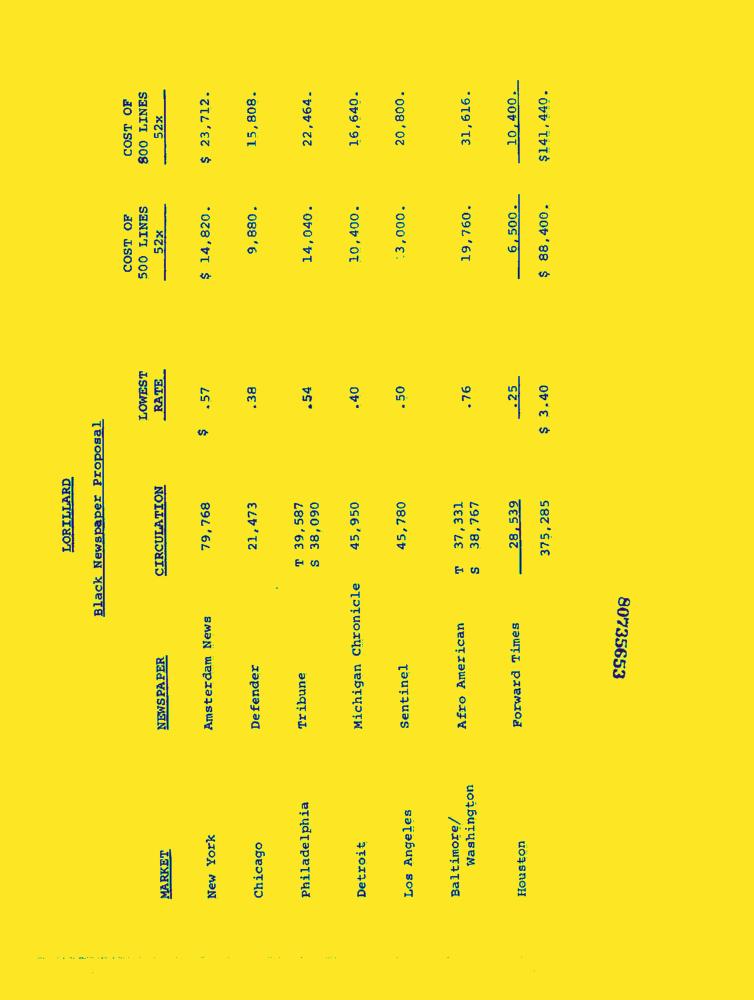 LORILLARD
Black Newspaper Proposal
MARKET NEWSPAPER CIRCULATION LOWEST RATE COST OF 500 LINES 52x COST OF 800 LINES 52x
New York Amsterdam News 79,768 $ .57 $ 14,820. $ 23,712.
Chicago Defender 21,473 .38 9,880. 15,808.
Philadelphia Tribune T 39,587 .54 14,040. 22,464.
S 38,090
Detroit Michigan Chronicle 45,950 .40 10,400. 16,640.
Los Angeles Sentinel 45,780 .50 3,000. 20,800.
Baltimore/ Afro American T 37,331 .76 19,760. 31,616.
Washington S 38,767
Houston Forward Times 28,539 .25 6,500. 10,400.
375,285 $ 3.40 $ 88,400. $141,440.
80735653